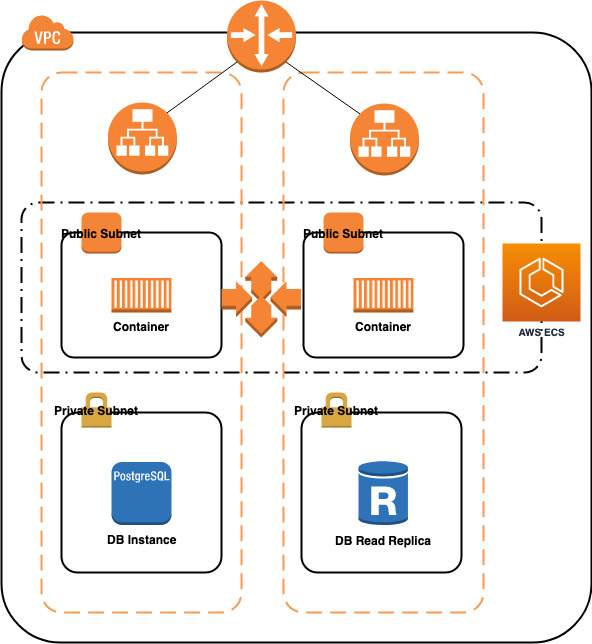 VPC
Public Subnet
Public Subnet
Container
Container
AWS ECS
Private Subnet
Private Subnet
PostgreSQL
R
DB Instance
DB Read Replica